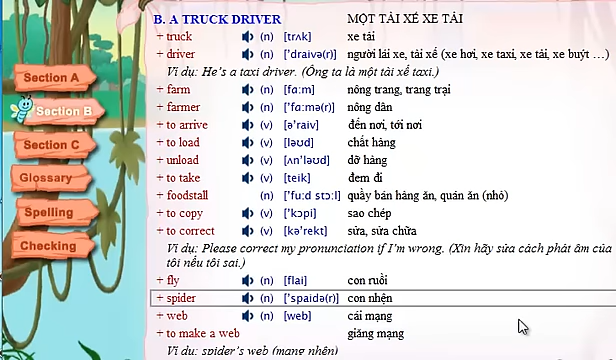 Section A
Section B
Section C
Glossary
Spelling
Checking
B. A TRUCK DRIVER MỘT TÀI XẾ XE TẢI
+ truck (n) [trʌk] xe tải
+ driver (n) ['draivə(r)] người lái xe, tài xế (xe hơi, xe taxi, xe tải, xe buýt …)
Ví dụ: He's a taxi driver. (Ông ta là một tài xế taxi.)
+ farm (n) [fɑ:m] nông trang, trang trại
+ farmer (n) ['fɑ:mə(r)] nông dân
+ to arrive (v) [ə'raiv] đến nơi, tới nơi
+ to load (v) [ləʊd] chất hàng
+ unload (v) [ʌn'ləʊd] dỡ hàng
+ to take (v) [teik] đem đi
+ foodstall (n) ['fu:d stɔ:l] quầy bán hàng ăn, quán ăn (nhỏ)
+ to copy (v) ['kɔpi] sao chép
+ to correct (v) [kə'rekt] sửa, sửa chữa
Ví dụ: Please correct my pronunciation if I'm wrong. (Xin hãy sửa cách phát âm của
tôi nếu tôi sai.)
+ fly (n) [flai] con ruồi
+ spider (n) ['spaidə(r)] con nhện
+ web (n) [web] cái mạng
+ to make a web giăng mạng
Ví dụ: spider's web (mạng nhện)